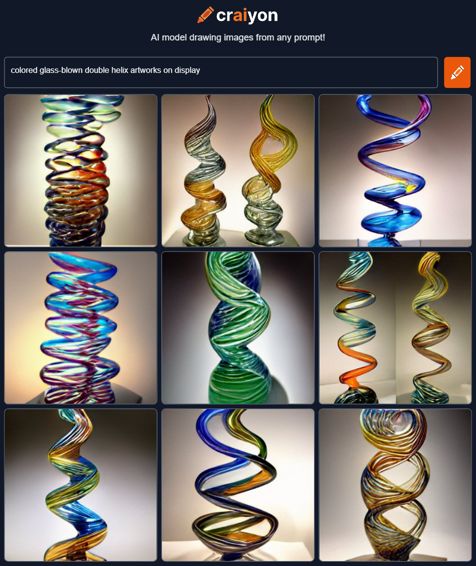 craiyon
AI model drawing images from any prompt!
colored glass-blown double helix artworks on display